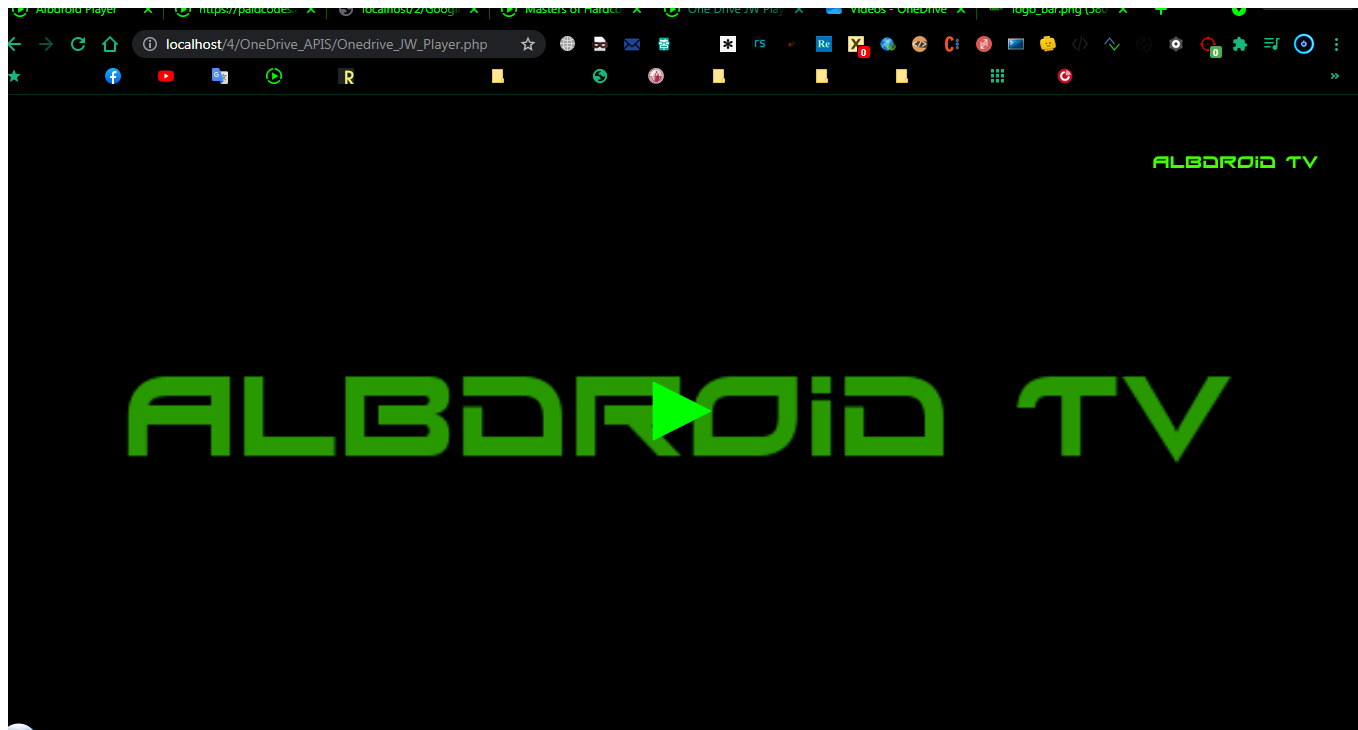 Albdroid Player × https://paidcodes. × localhost/2/Googl × Masters of Hardco × One Drive JW Play × Videos - OneDrive × logo_bar.png (580 × +
localhost/4/OneDrive_APIS/Onedrive_JW_Player.php rs Re X 0 C 0
R »
ALBDROiD TV
ALBDROiD TV